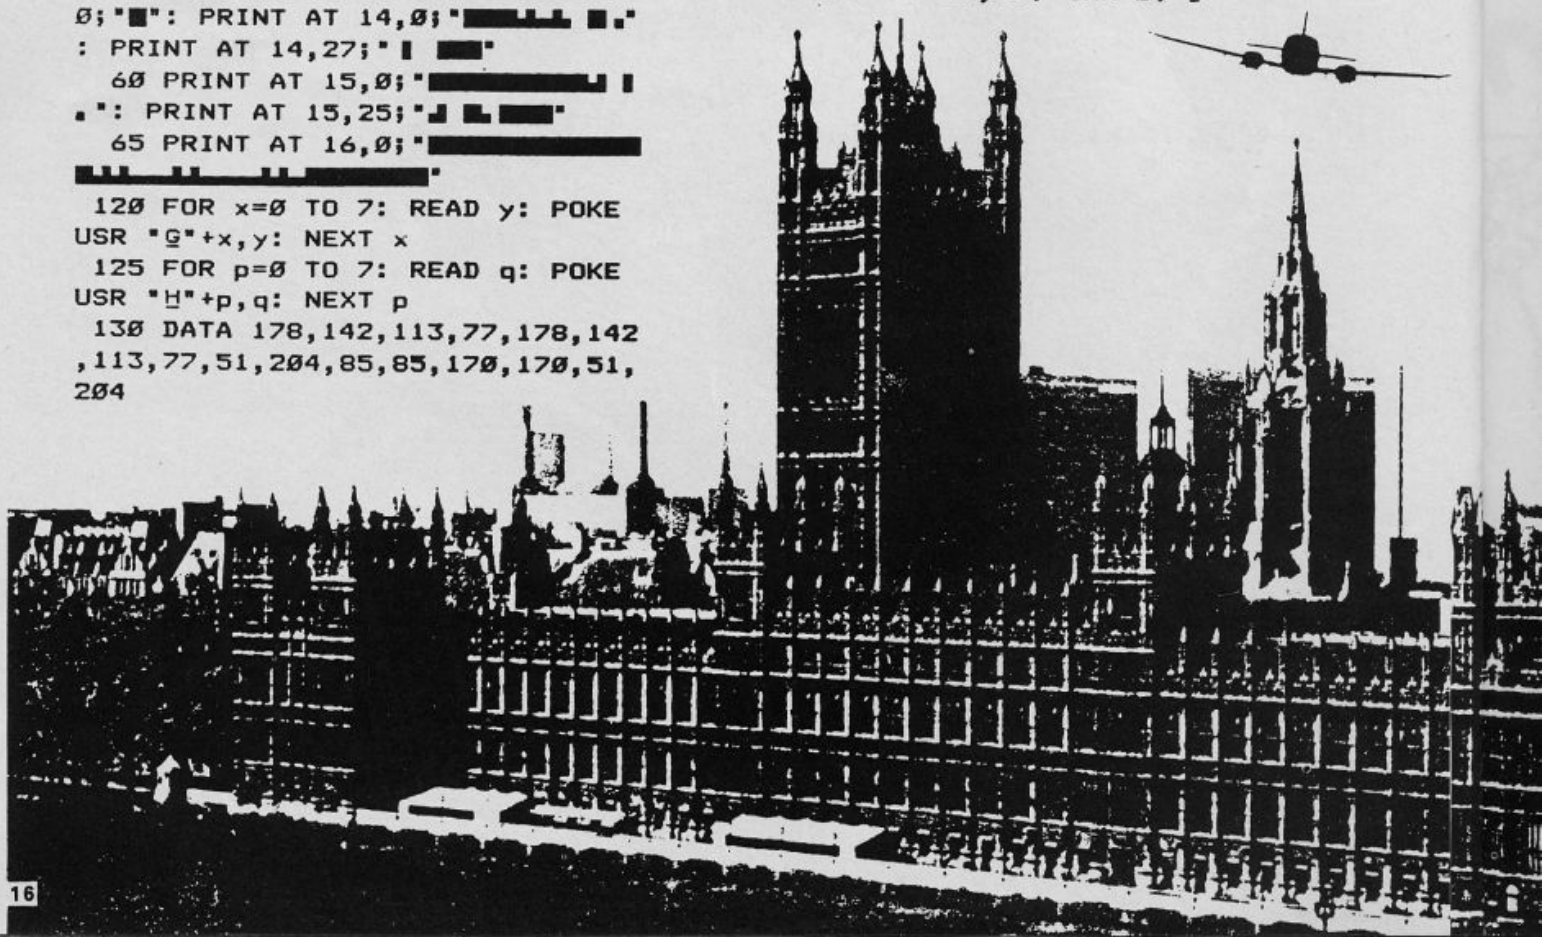 0;"■": PRINT AT 14,0;"■■■▙▙▙ ■."
: PRINT AT 14,27;"▌ ■■"
60 PRINT AT 15,0;"■■■■■■■■■▟ ▌
▖": PRINT AT 15,25;"▟ ▙ ■■■"
65 PRINT AT 16,0;"■■■■■■■■■■■■
■■■■■■■■■■■■■■■■■■■■"
120 FOR x=0 TO 7: READ y: POKE
USR "G"+x,y: NEXT x
125 FOR p=0 TO 7: READ q: POKE
USR "H"+p,q: NEXT p
130 DATA 178,142,113,77,178,142
,113,77,51,204,85,85,170,170,51,
204
16